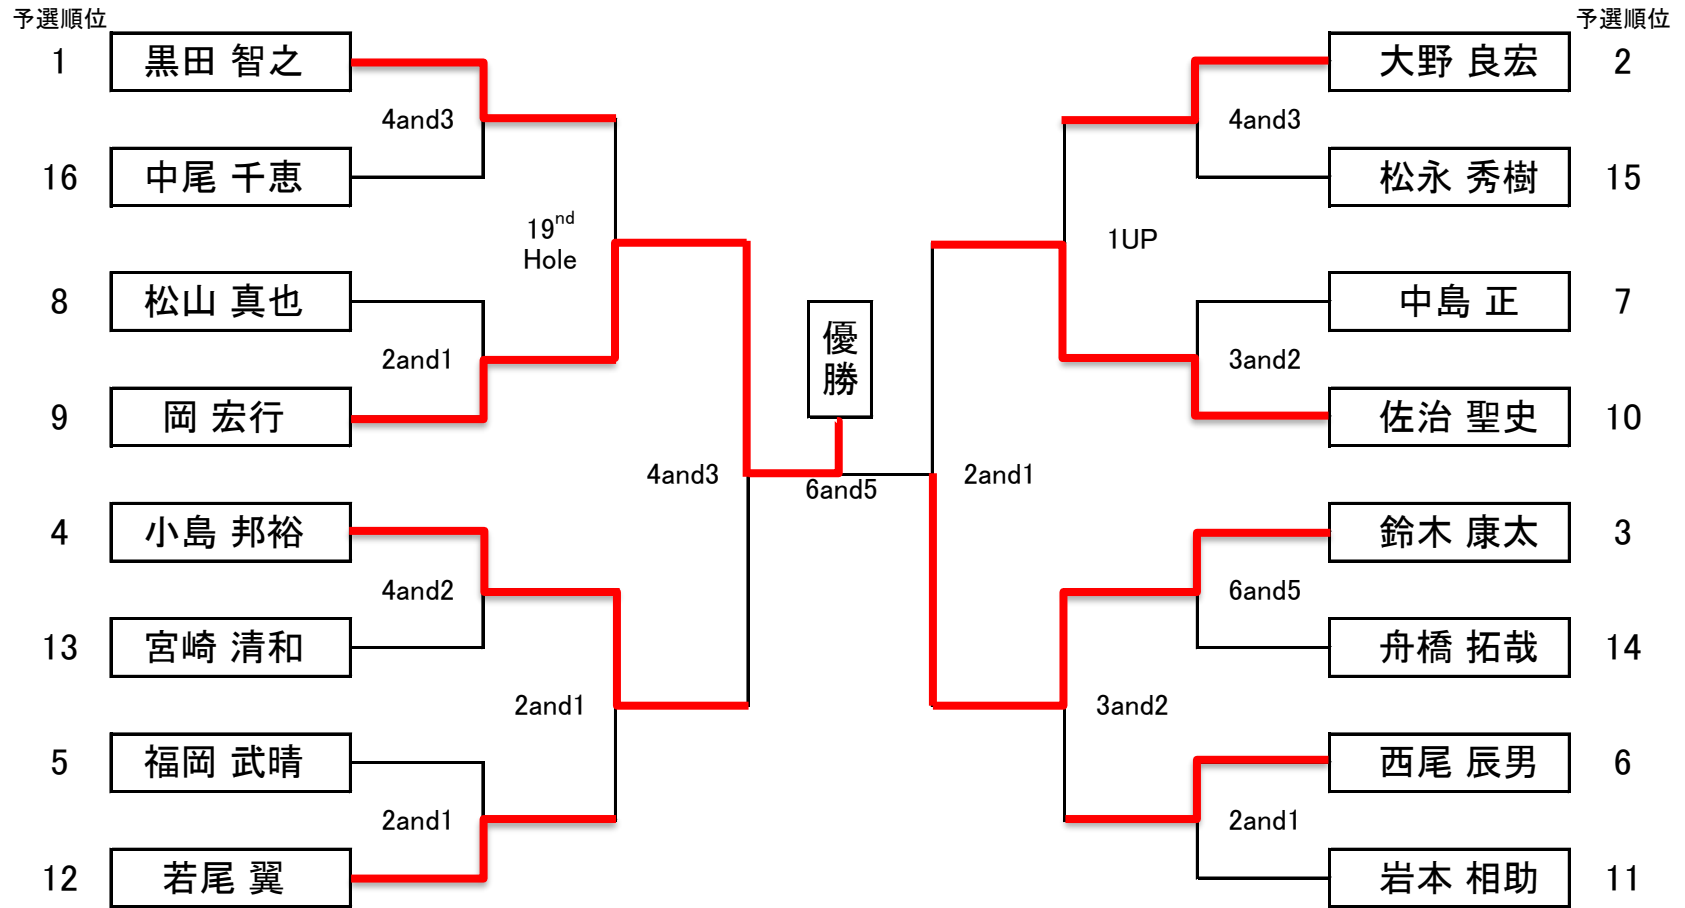 予選順位
予選順位
1
黒田 智之
大野 良宏
2
4and3
4and3
16
中尾 千恵
松永 秀樹
15
19nd
Hole
1UP
8
松山 真也
中島 正
7
優
勝
2and1
3and2
9
岡 宏行
佐治 聖史
10
4and3
6and5
2and1
4
小島 邦裕
鈴木 康太
3
4and2
6and5
13
宮崎 清和
舟橋 拓哉
14
2and1
3and2
5
福岡 武晴
西尾 辰男
6
2and1
2and1
12
若尾 翼
岩本 相助
11